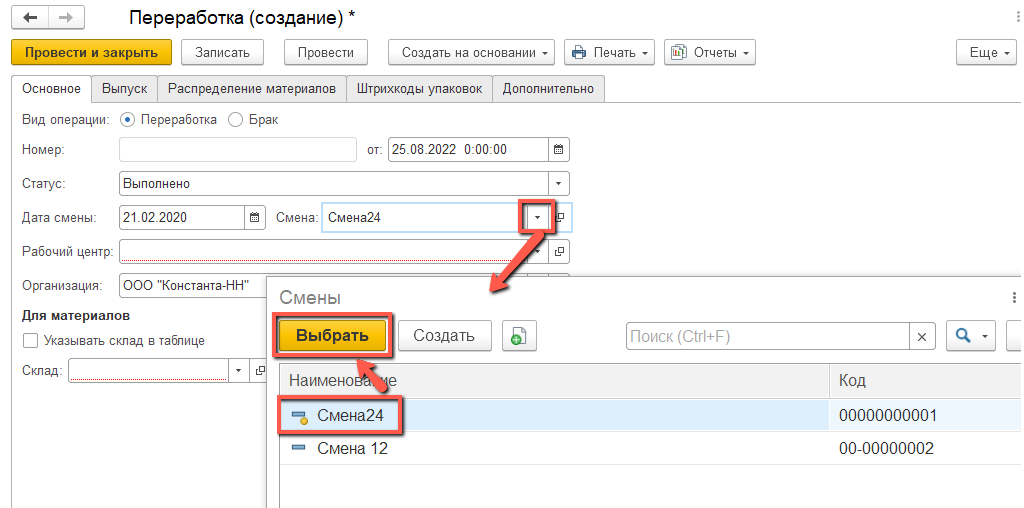 Переработка (создание) *
Провести и закрыть Записать Провести Создать на основании Печать Отчеты Еще
Основное Выпуск Распределение материалов Штрихкоды упаковок Дополнительно
Вид операции: Переработка Брак
Номер: от: 25.08.2022 0:00:00
Статус: Выполнено
Дата смены: 21.02.2020 Смена: Смена24
Рабочий центр:
Организация: ООО "Константа-НН"
Смены
Для материалов
Выбрать Создать Поиск (Ctrl+F)
Указывать склад в таблице
Склад:
Наименование Код
Смена24 00000000001
Смена 12 00-00000002